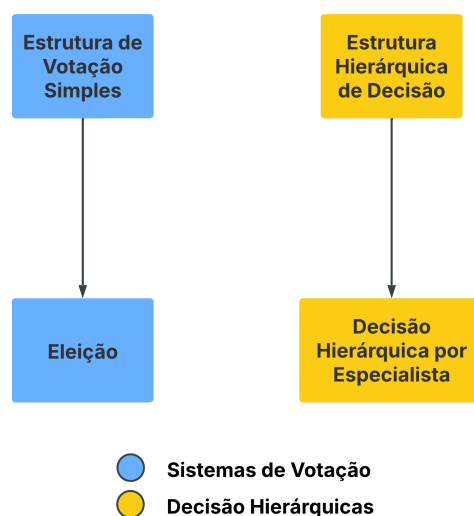 Estrutura de
Votação
Simples
Estrutura
Hierárquica
de Decisão
Eleição
Decisão
Hierárquica por
Especialista
Sistemas de Votação
Decisão Hierárquicas